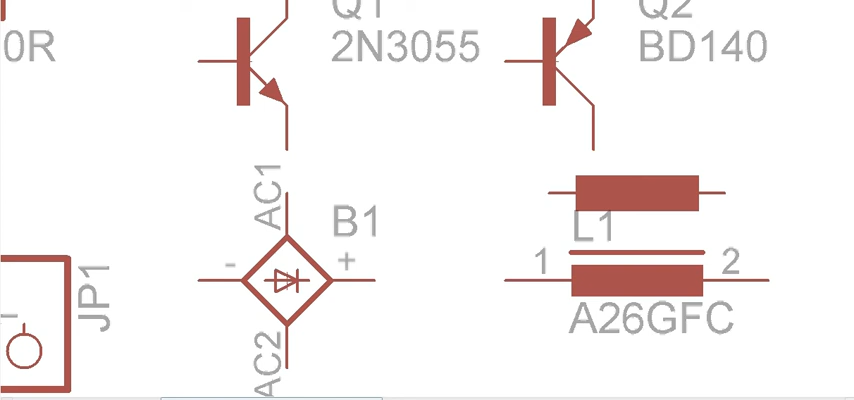 Q1
Q2
0R
2N3055
BD140
AC1
B1
-
+
L1
1
2
A26GFC
JP1
AC2